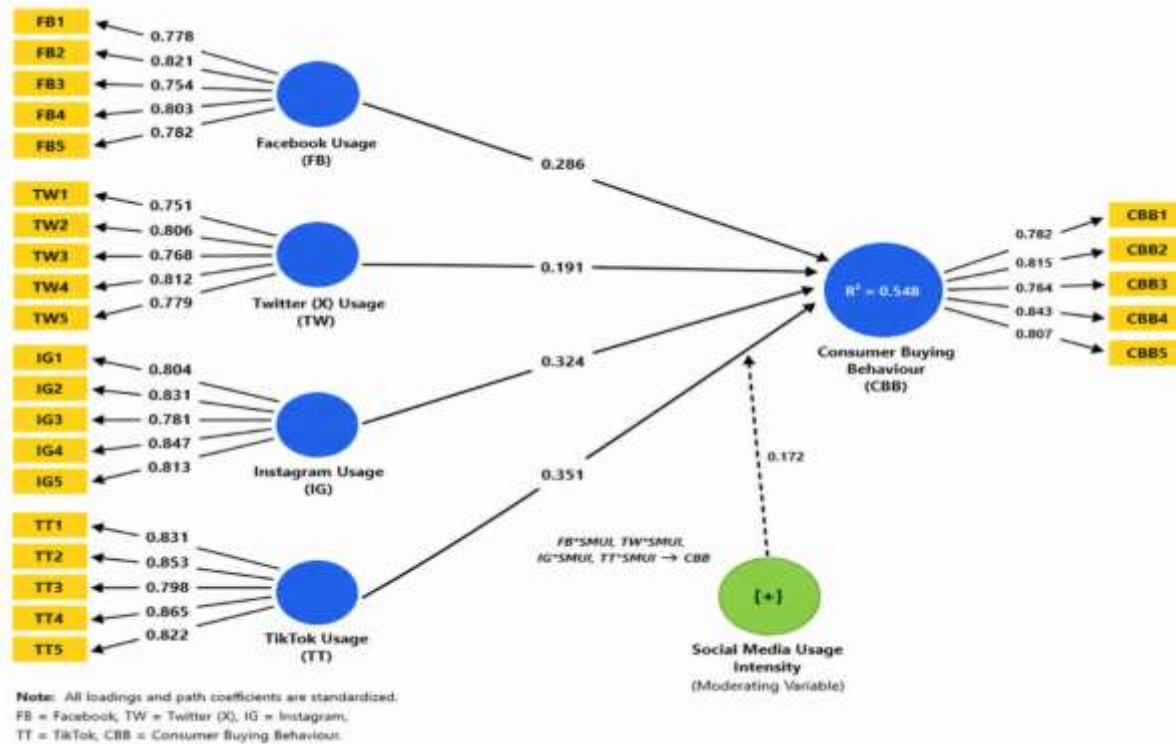 FB1
FB2
FB3
FB4
FB5
0.778
0.821
0.754
0.803
0.782
Facebook Usage
(FB)
0.286
TW1
TW2
TW3
TW4
TW5
0.751
0.806
0.768
0.812
0.779
Twitter (X) Usage
(TW)
0.191
IG1
IG2
IG3
IG4
IG5
0.804
0.831
0.781
0.847
0.813
Instagram Usage
(IG)
0.324
TT1
TT2
TT3
TT4
TT5
0.831
0.853
0.798
0.865
0.822
TikTok Usage
(TT)
0.351
R² = 0.548
Consumer Buying
Behaviour
(CBB)
0.782
0.815
0.764
0.843
0.807
CBB1
CBB2
CBB3
CBB4
CBB5
0.172
FB*SMUI, TW*SMUI,
IG*SMUI, TT*SMUI → CBB
[+]
Social Media Usage
Intensity
(Moderating Variable)
Note: All loadings and path coefficients are standardized.
FB = Facebook, TW = Twitter (X), IG = Instagram,
TT = TikTok, CBB = Consumer Buying Behaviour.